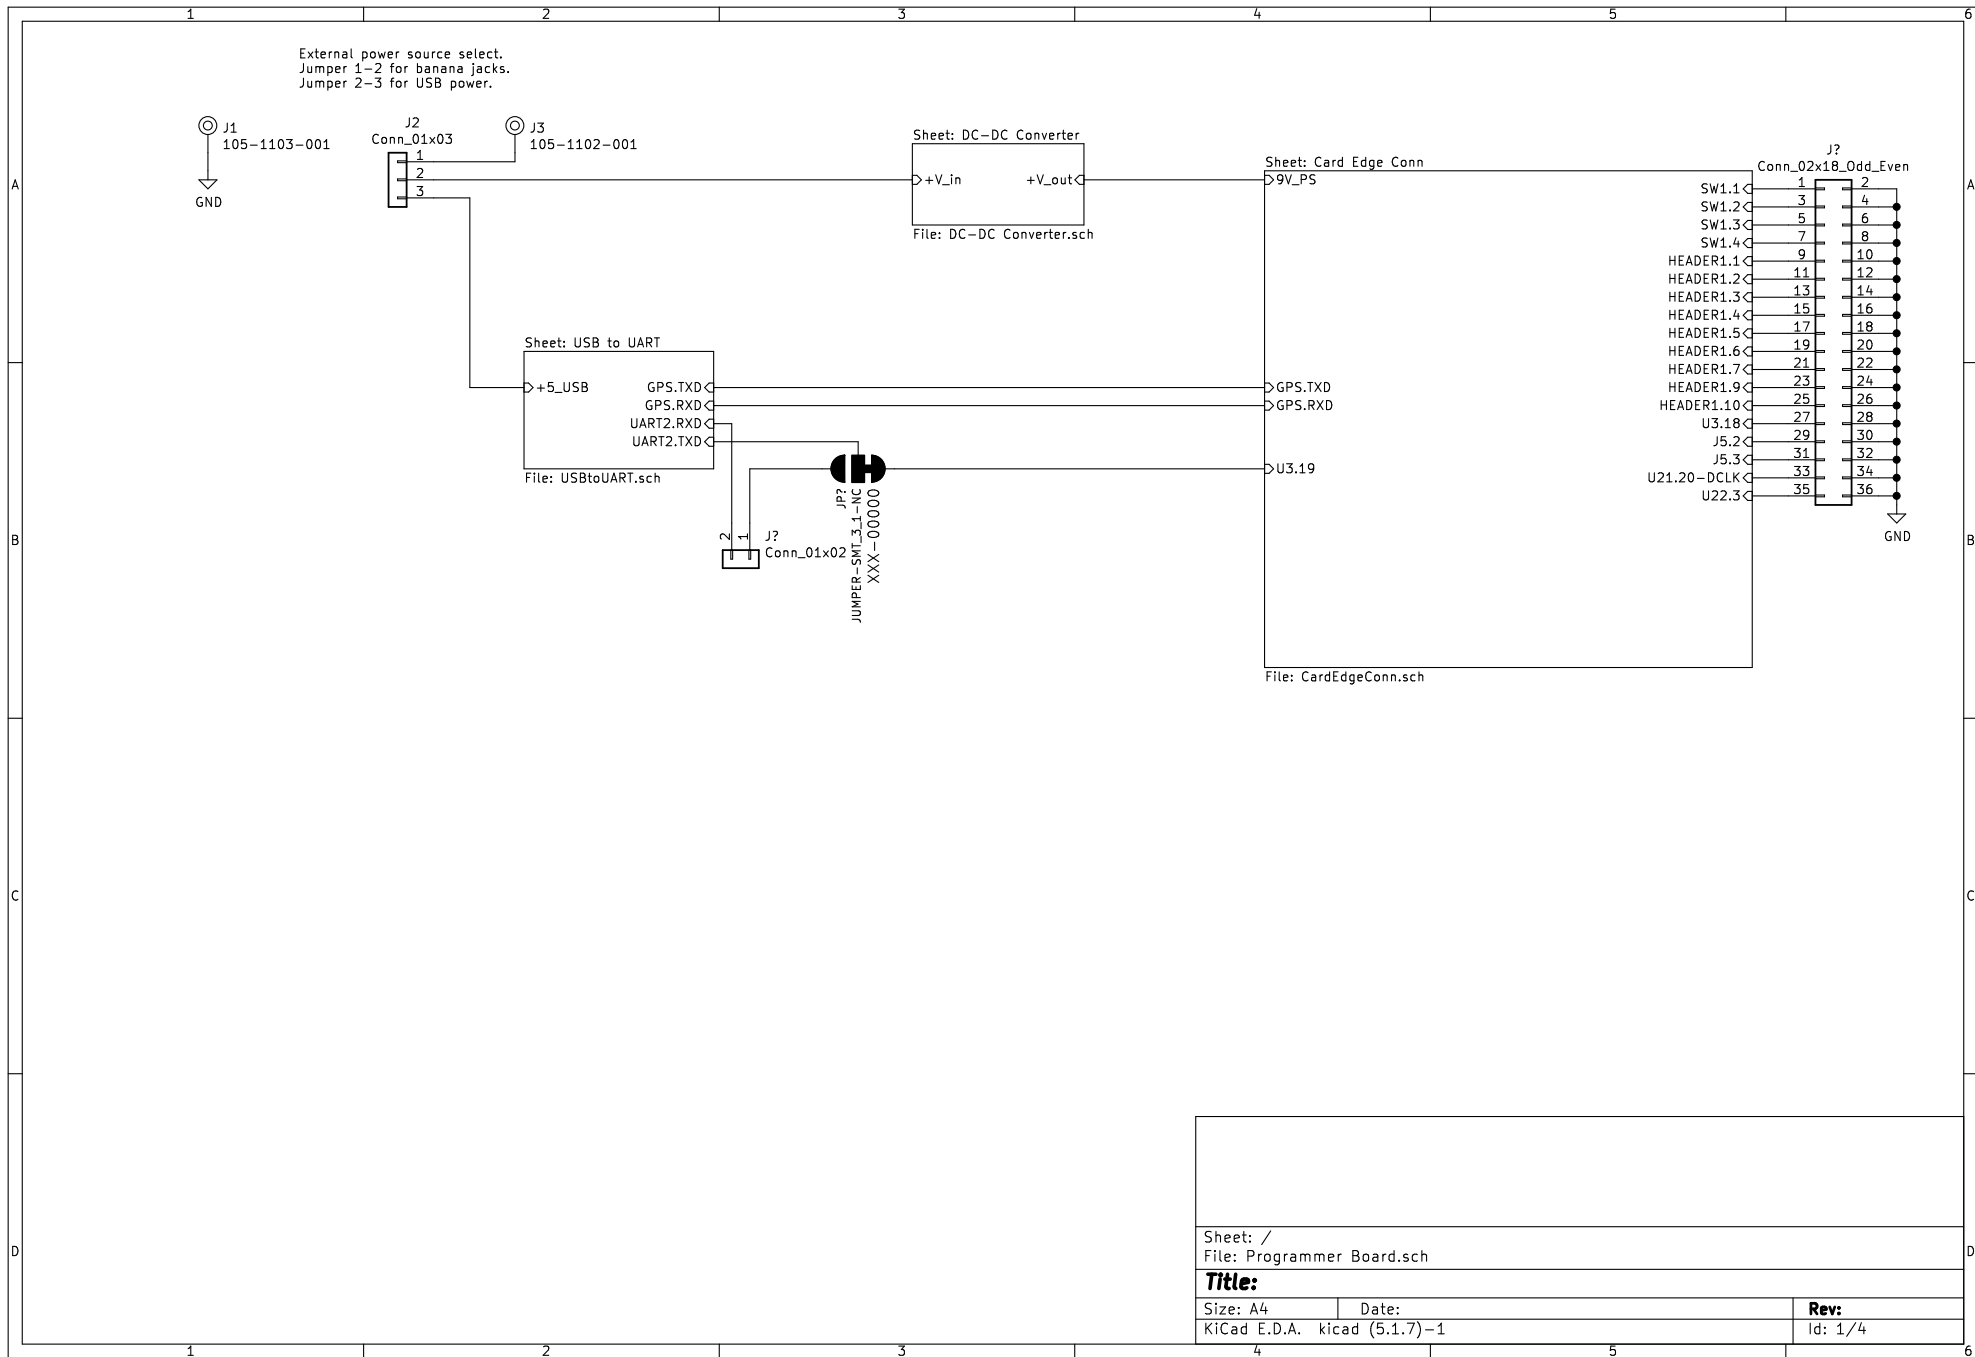 1 2 3 4 5 6
External power source select.
Jumper 1-2 for banana jacks.
Jumper 2-3 for USB power.
J1
105-1103-001
GND
J2
Conn_01x03
1
2
3
J3
105-1102-001
Sheet: DC-DC Converter
+V_in
+V_out
File: DC-DC Converter.sch
Sheet: Card Edge Conn
9V_PS
GPS.TXD
GPS.RXD
U3.19
SW1.1
SW1.2
SW1.3
SW1.4
HEADER1.1
HEADER1.2
HEADER1.3
HEADER1.4
HEADER1.5
HEADER1.6
HEADER1.7
HEADER1.9
HEADER1.10
U3.18
J5.2
J5.3
U21.20-DCLK
U22.3
File: CardEdgeConn.sch
J?
Conn_02x18_Odd_Even
1 2
3 4
5 6
7 8
9 10
11 12
13 14
15 16
17 18
19 20
21 22
23 24
25 26
27 28
29 30
31 32
33 34
35 36
GND
Sheet: USB to UART
+5_USB
GPS.TXD
GPS.RXD
UART2.RXD
UART2.TXD
File: USBtoUART.sch
JP?
JUMPER-SMT_3_1-NC
XXX-00000
2
1
J?
Conn_01x02
A
B
C
D
A
B
C
D
Sheet: /
File: Programmer Board.sch
Title:
Size: A4
Date:
Rev:
KiCad E.D.A. kicad (5.1.7)-1
Id: 1/4
1 2 3 4 5 6